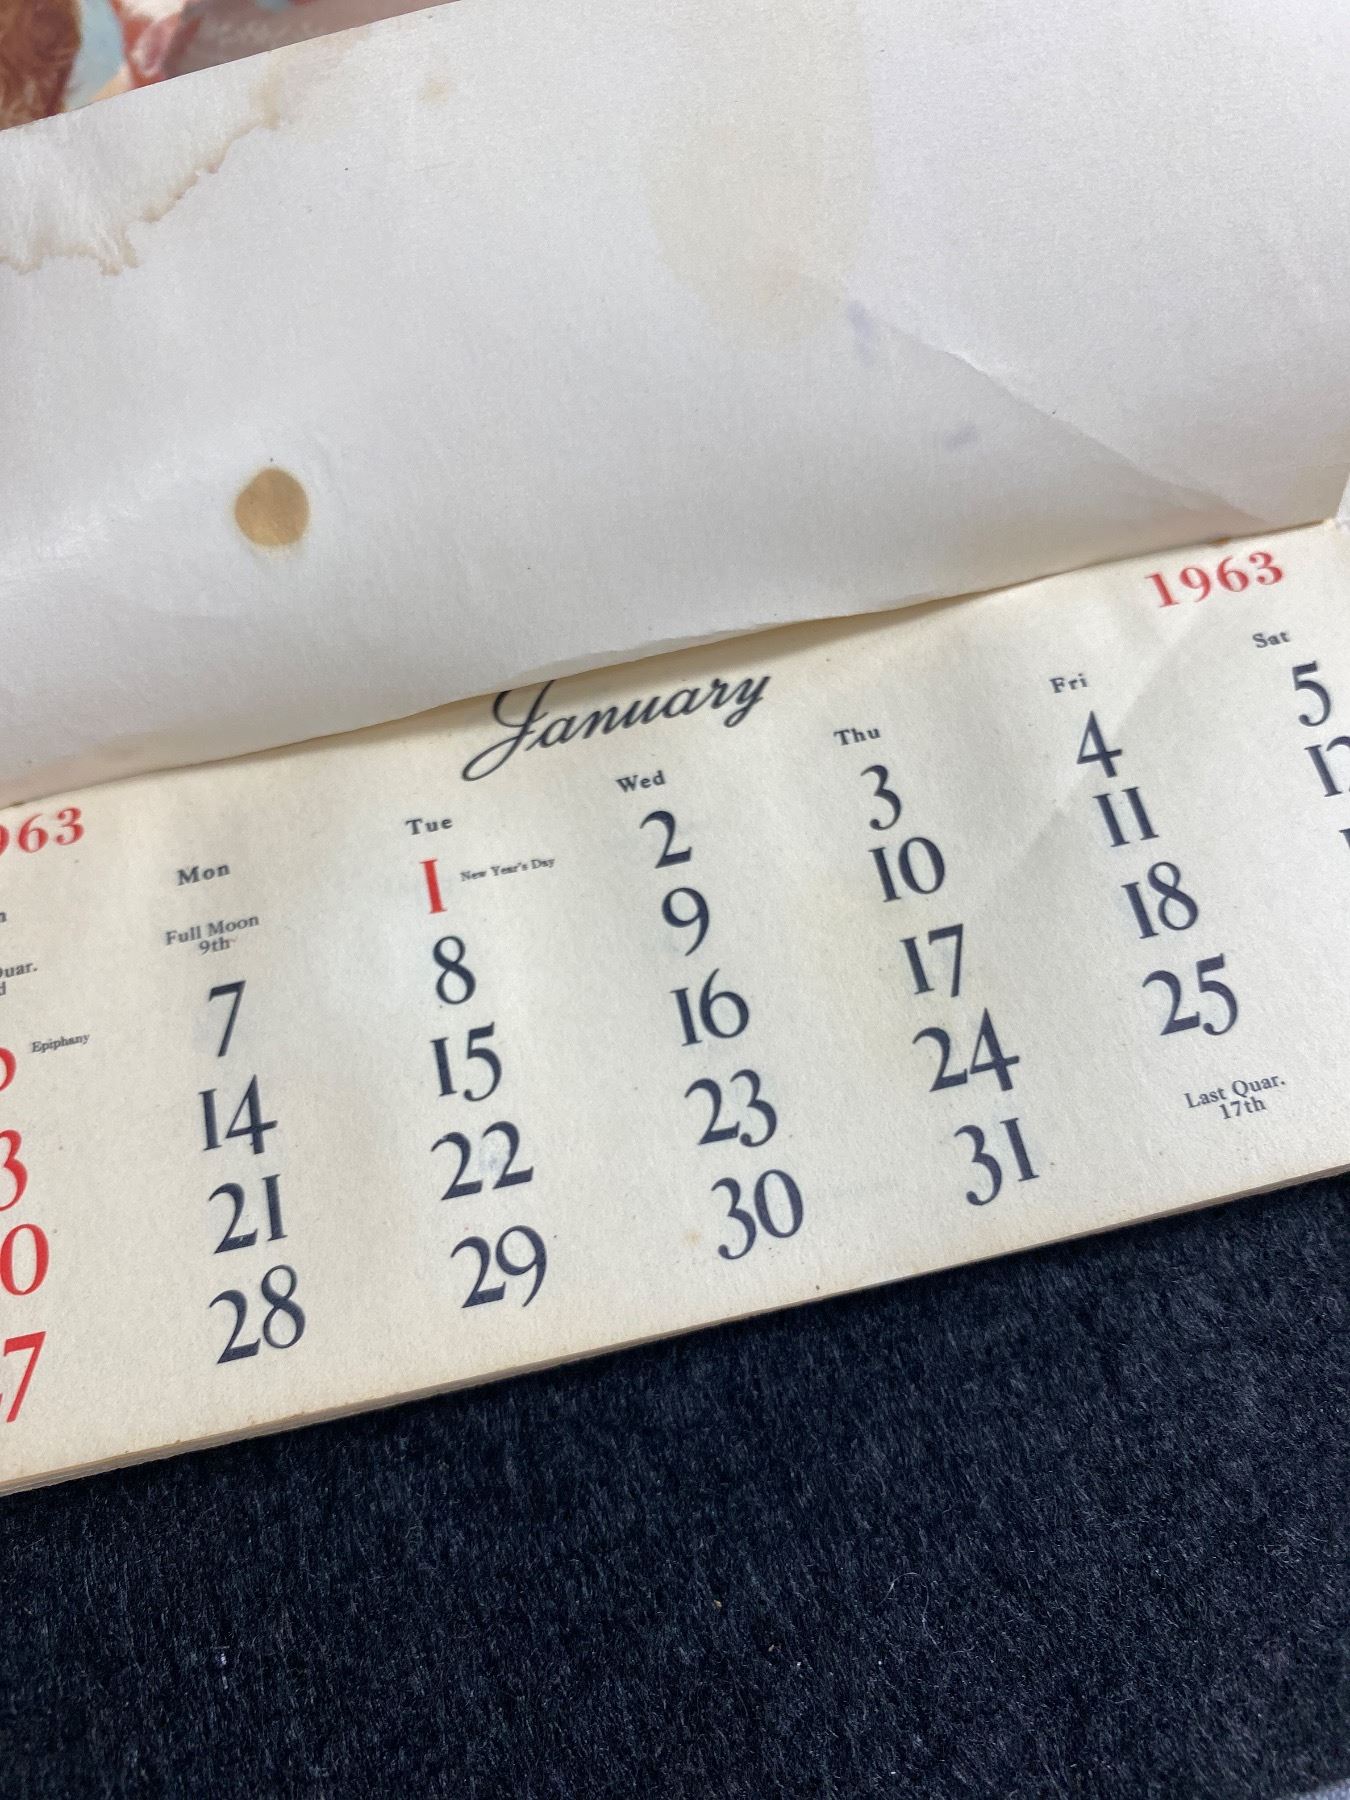 1963
January
963
Mon Tue Wed Thu Fri Sat
Full Moon
9th
1 New Year's Day 2 3 4 5
Epiphany 7 8 9 10 11
14 15 16 17 18
21 22 23 24 25
28 29 30 31
Last Quar.
17th